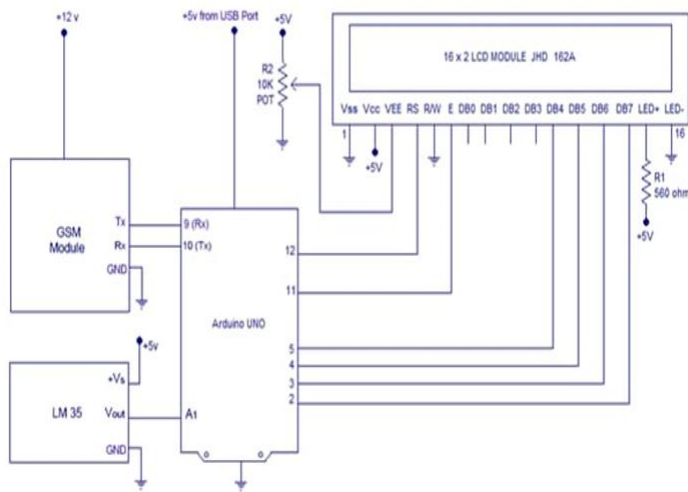 +12 v
+5v from USB Port
+5V
R2
10K
POT
16 x 2 LCD MODULE JHD 162A
Vss Vcc VEE RS R/W E DB0 DB1 DB2 DB3 DB4 DB5 DB6 DB7 LED+ LED-
1
16
+5V
R1
560 ohm
+5V
GSM
Module
Tx
Rx
GND
9 (Rx)
10 (Tx)
12
11
Arduino UNO
5
4
3
2
A1
+5v
LM 35
+Vs
Vout
GND